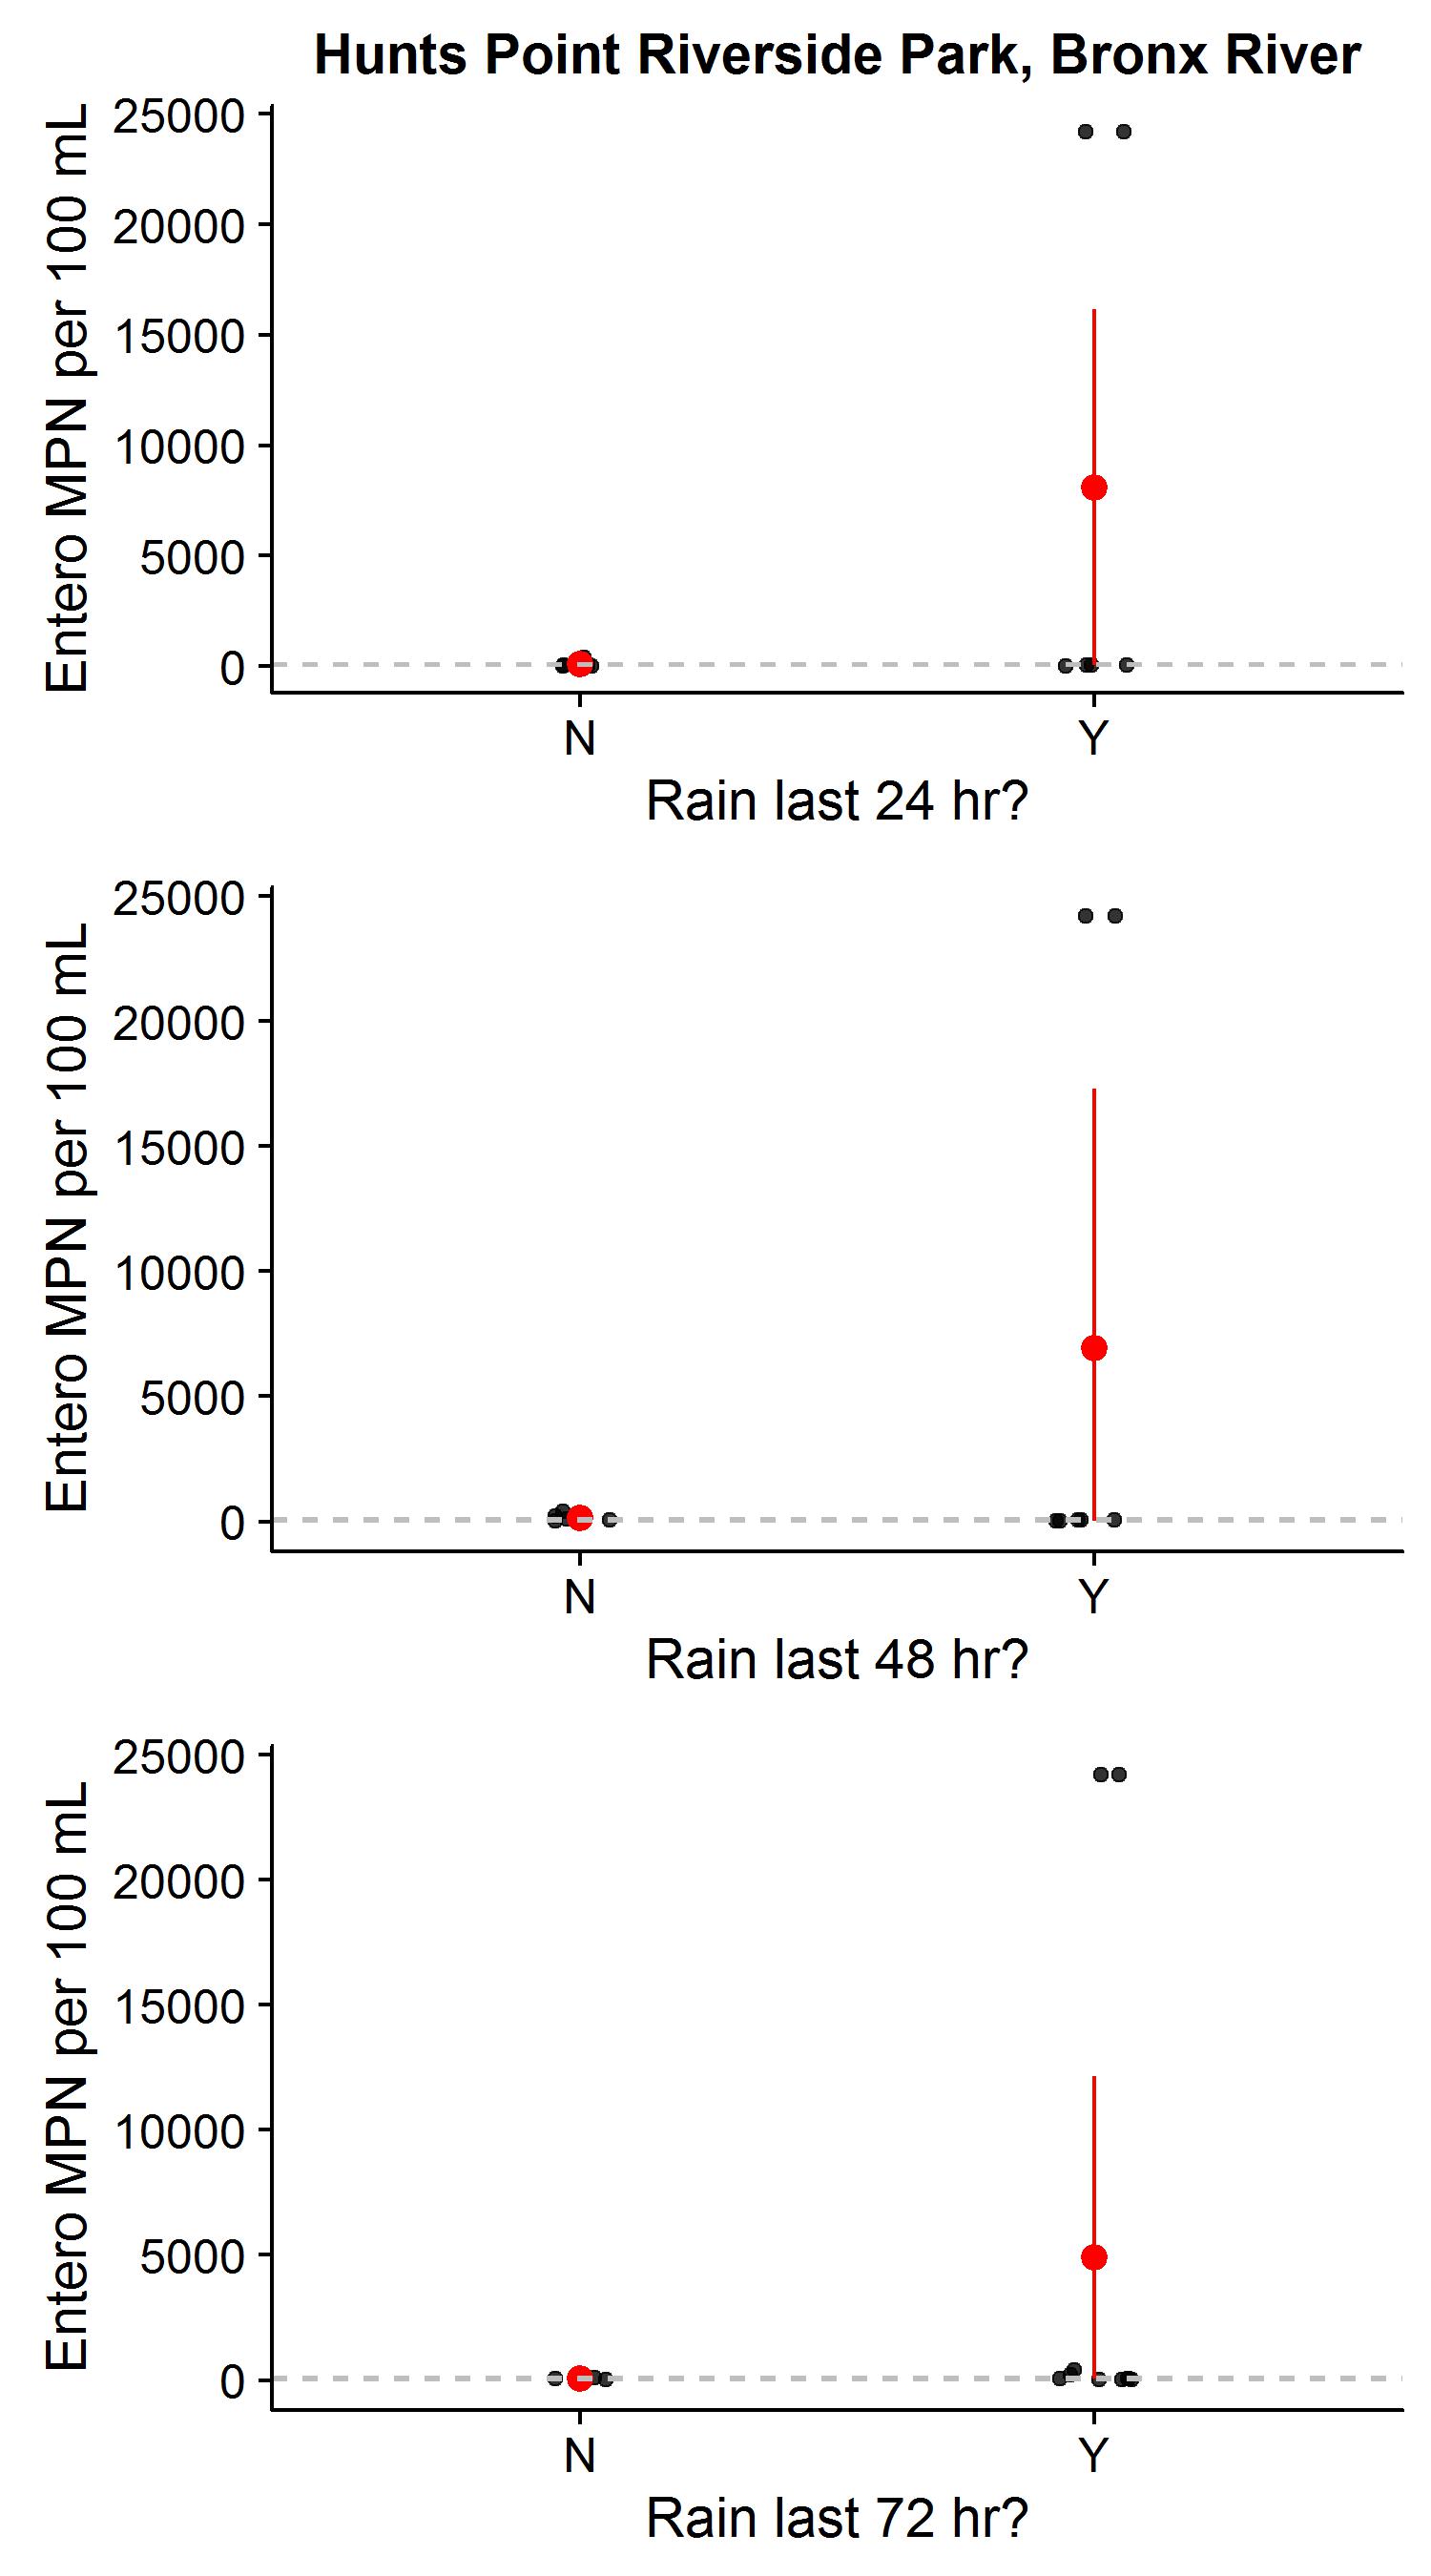 Hunts Point Riverside Park, Bronx River
Entero MPN per 100 mL
25000
20000
15000
10000
5000
0
N Y
Rain last 24 hr?
Entero MPN per 100 mL
25000
20000
15000
10000
5000
0
N Y
Rain last 48 hr?
Entero MPN per 100 mL
25000
20000
15000
10000
5000
0
N Y
Rain last 72 hr?